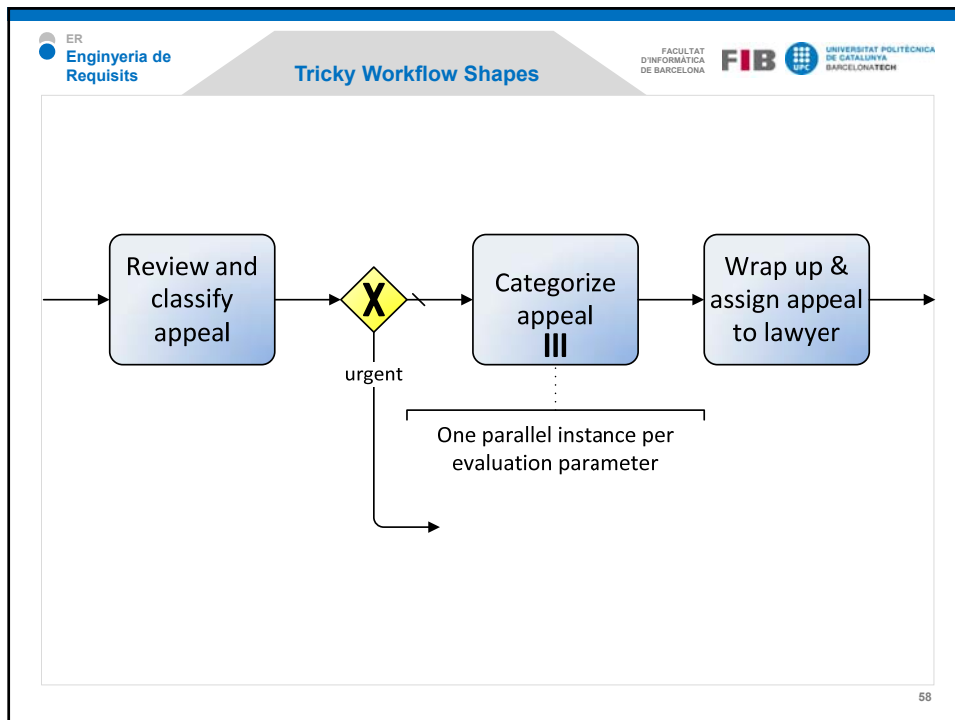 ER
Enginyeria de
Requisits
Tricky Workflow Shapes
FACULTAT
D'INFORMÀTICA
DE BARCELONA
FIB
UPC
UNIVERSITAT POLITÈCNICA
DE CATALUNYA
BARCELONATECH
Review and
classify
appeal
X
urgent
Categorize
appeal
Wrap up &
assign appeal
to lawyer
One parallel instance per
evaluation parameter
58